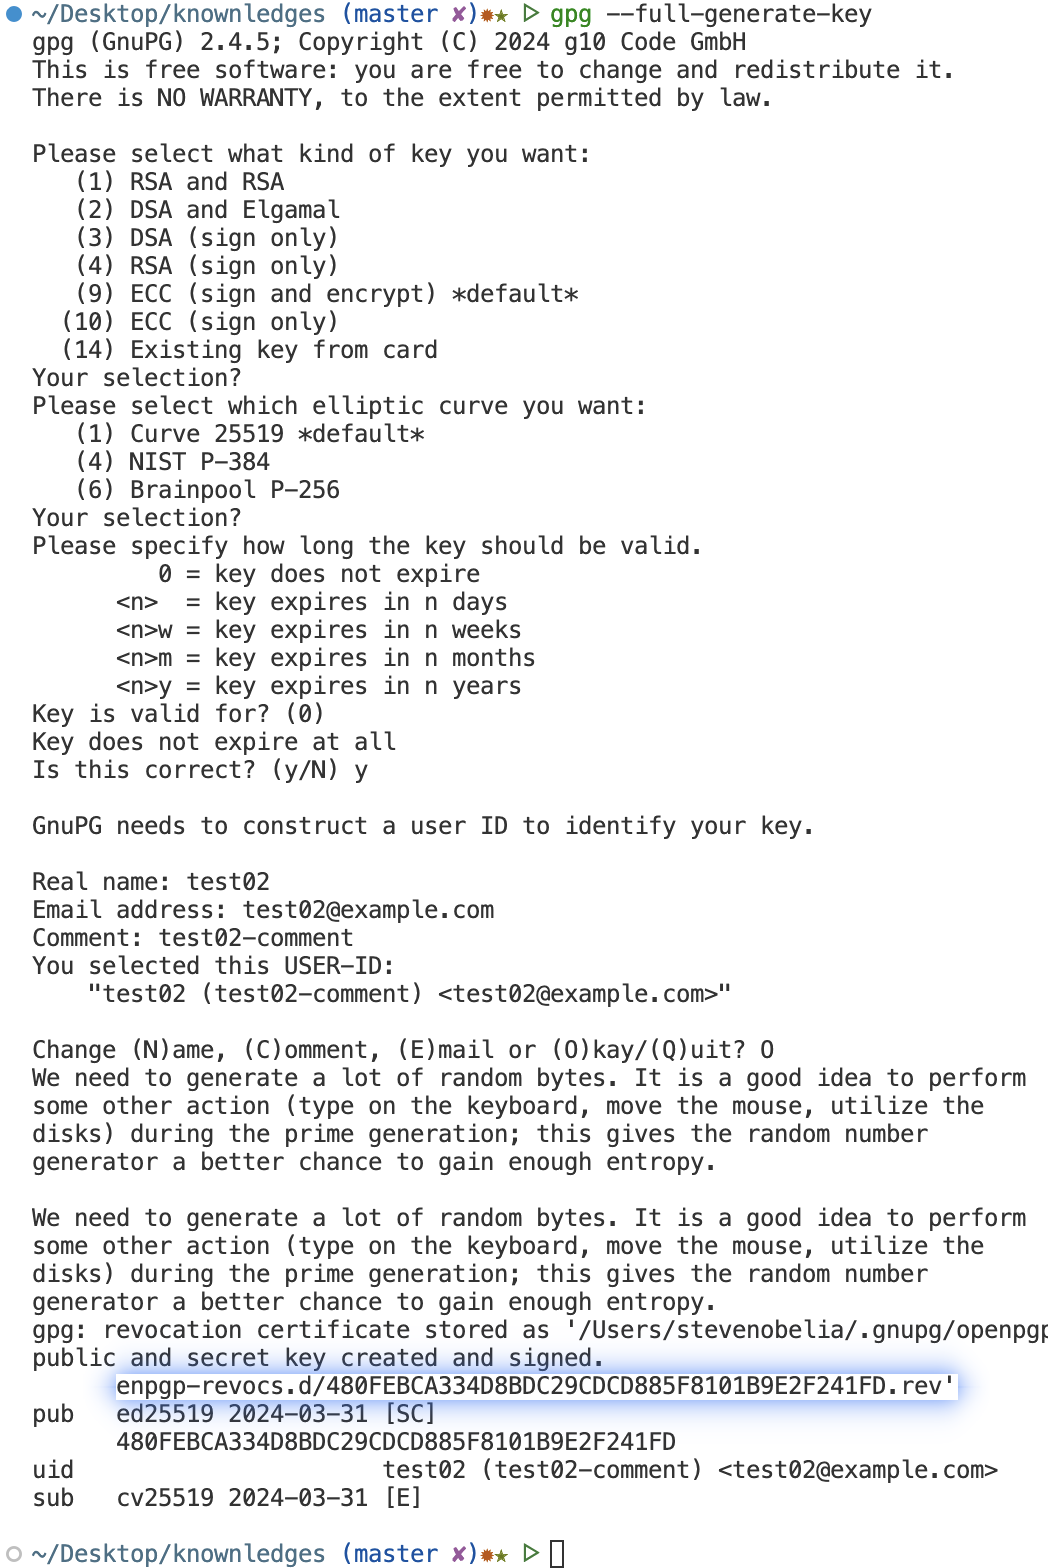 ~/Desktop/knownledges (master ✘)✹★ ▷ gpg --full-generate-key
gpg (GnuPG) 2.4.5; Copyright (C) 2024 g10 Code GmbH
This is free software: you are free to change and redistribute it.
There is NO WARRANTY, to the extent permitted by law.

Please select what kind of key you want:
   (1) RSA and RSA
   (2) DSA and Elgamal
   (3) DSA (sign only)
   (4) RSA (sign only)
   (9) ECC (sign and encrypt) *default*
  (10) ECC (sign only)
  (14) Existing key from card
Your selection?
Please select which elliptic curve you want:
   (1) Curve 25519 *default*
   (4) NIST P-384
   (6) Brainpool P-256
Your selection?
Please specify how long the key should be valid.
         0 = key does not expire
      <n>  = key expires in n days
      <n>w = key expires in n weeks
      <n>m = key expires in n months
      <n>y = key expires in n years
Key is valid for? (0)
Key does not expire at all
Is this correct? (y/N) y

GnuPG needs to construct a user ID to identify your key.

Real name: test02
Email address: test02@example.com
Comment: test02-comment
You selected this USER-ID:
    "test02 (test02-comment) <test02@example.com>"

Change (N)ame, (C)omment, (E)mail or (O)kay/(Q)uit? O
We need to generate a lot of random bytes. It is a good idea to perform
some other action (type on the keyboard, move the mouse, utilize the
disks) during the prime generation; this gives the random number
generator a better chance to gain enough entropy.

We need to generate a lot of random bytes. It is a good idea to perform
some other action (type on the keyboard, move the mouse, utilize the
disks) during the prime generation; this gives the random number
generator a better chance to gain enough entropy.
gpg: revocation certificate stored as '/Users/stevenobelia/.gnupg/openpgp
public and secret key created and signed.
      enpgp-revocs.d/480FEBCA334D8BDC29CDCD885F8101B9E2F241FD.rev'
pub   ed25519 2024-03-31 [SC]
      480FEBCA334D8BDC29CDCD885F8101B9E2F241FD
uid                      test02 (test02-comment) <test02@example.com>
sub   cv25519 2024-03-31 [E]

~/Desktop/knownledges (master ✘)✹★ ▷